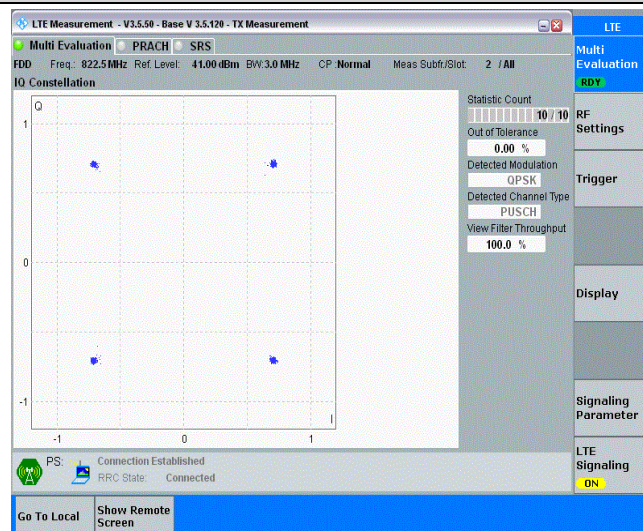 LTE Measurement - V3.5.50 - Base V 3.5.120 - TX Measurement
LTE
Multi Evaluation PRACH SRS
FDD Freq.: 822.5 MHz Ref. Level: 41.00 dBm BW:3.0 MHz CP :Normal Meas Subfr./Slot: 2 / All
IQ Constellation
Q
1
0
-1
I
-1 0 1
Statistic Count
10 / 10
Out of Tolerance
0.00 %
Detected Modulation
QPSK
Detected Channel Type
PUSCH
View Filter Throughput
100.0 %
PS: Connection Established
RRC State: Connected
Multi
Evaluation
RDY
RF
Settings
Trigger
Display
Signaling
Parameter
LTE
Signaling
ON
Go To Local
Show Remote
Screen